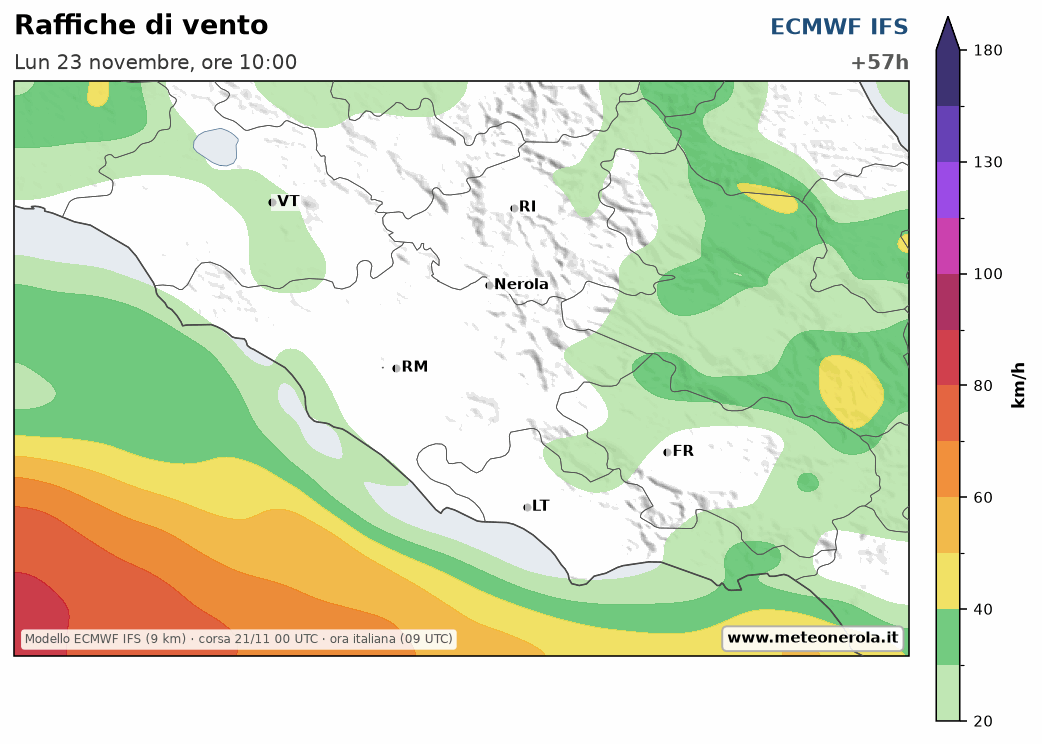 Raffiche di vento
ECMWF IFS
Lun 23 novembre, ore 10:00
+57h
180
130
100
80
60
40
20
km/h
VT
RI
Nerola
RM
FR
LT
Modello ECMWF IFS (9 km) · corsa 21/11 00 UTC · ora italiana (09 UTC)
www.meteonerola.it